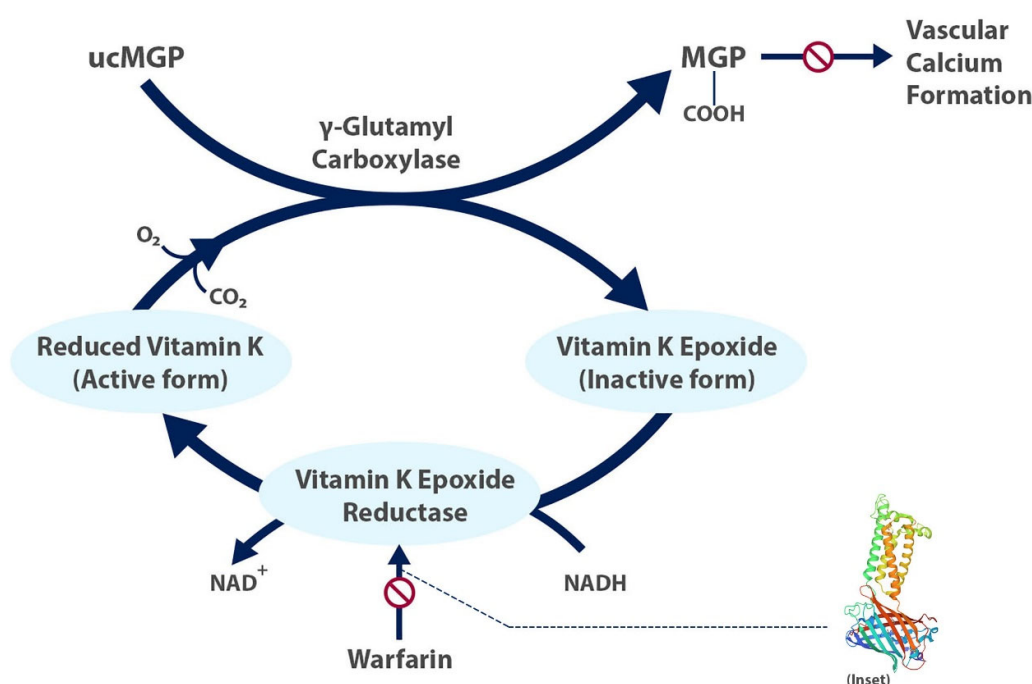 ucMGP
MGP
COOH
Vascular
Calcium
Formation
γ-Glutamyl
Carboxylase
O₂
CO₂
Reduced Vitamin K
(Active form)
Vitamin K Epoxide
(Inactive form)
Vitamin K Epoxide
Reductase
NAD⁺
NADH
Warfarin
(Inset)